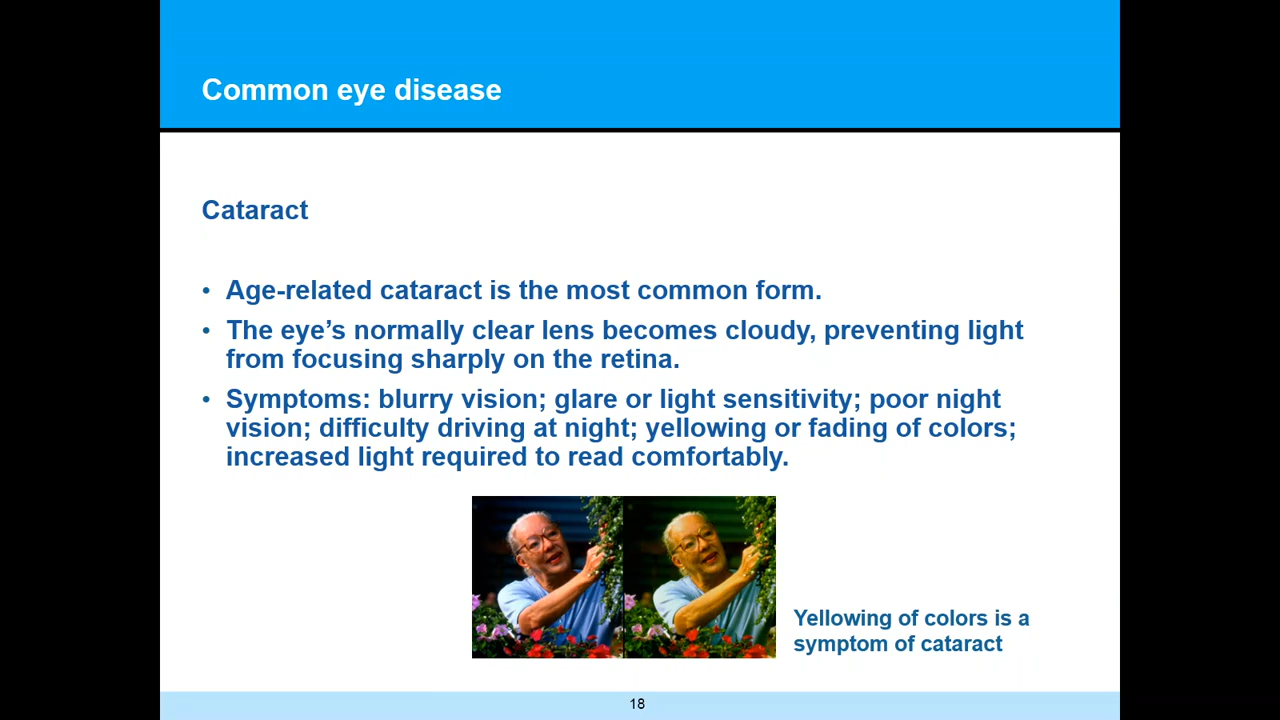 Common eye disease
Cataract
• Age-related cataract is the most common form.
• The eye’s normally clear lens becomes cloudy, preventing light
from focusing sharply on the retina.
• Symptoms: blurry vision; glare or light sensitivity; poor night
vision; difficulty driving at night; yellowing or fading of colors;
increased light required to read comfortably.
Yellowing of colors is a
symptom of cataract
18